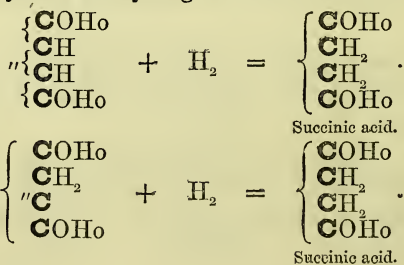 COHo COHo
CH CH₂
" CH + H₂ = CH₂ .
COHo COHo
Succinic acid.
COHo COHo
CH₂ CH₂
"C + H₂ = CH₂ .
COHo COHo
Succinic acid.